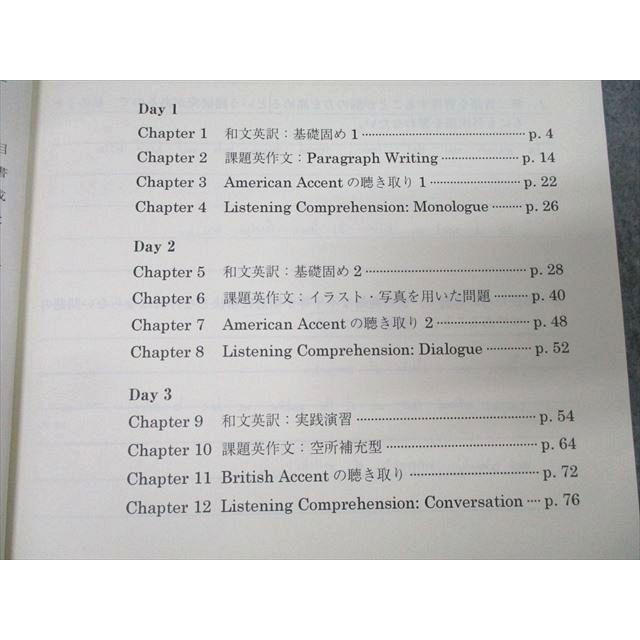 Day 1
Chapter 1 和文英訳：基礎固め 1 p. 4
Chapter 2 課題英作文：Paragraph Writing p. 14
Chapter 3 American Accent の聴き取り 1 p. 22
Chapter 4 Listening Comprehension: Monologue p. 26
Day 2
Chapter 5 和文英訳：基礎固め 2 p. 28
Chapter 6 課題英作文：イラスト・写真を用いた問題 p. 40
Chapter 7 American Accent の聴き取り 2 p. 48
Chapter 8 Listening Comprehension: Dialogue p. 52
Day 3
Chapter 9 和文英訳：実践演習 p. 54
Chapter 10 課題英作文：空所補充型 p. 64
Chapter 11 British Accent の聴き取り p. 72
Chapter 12 Listening Comprehension: Conversation p. 76